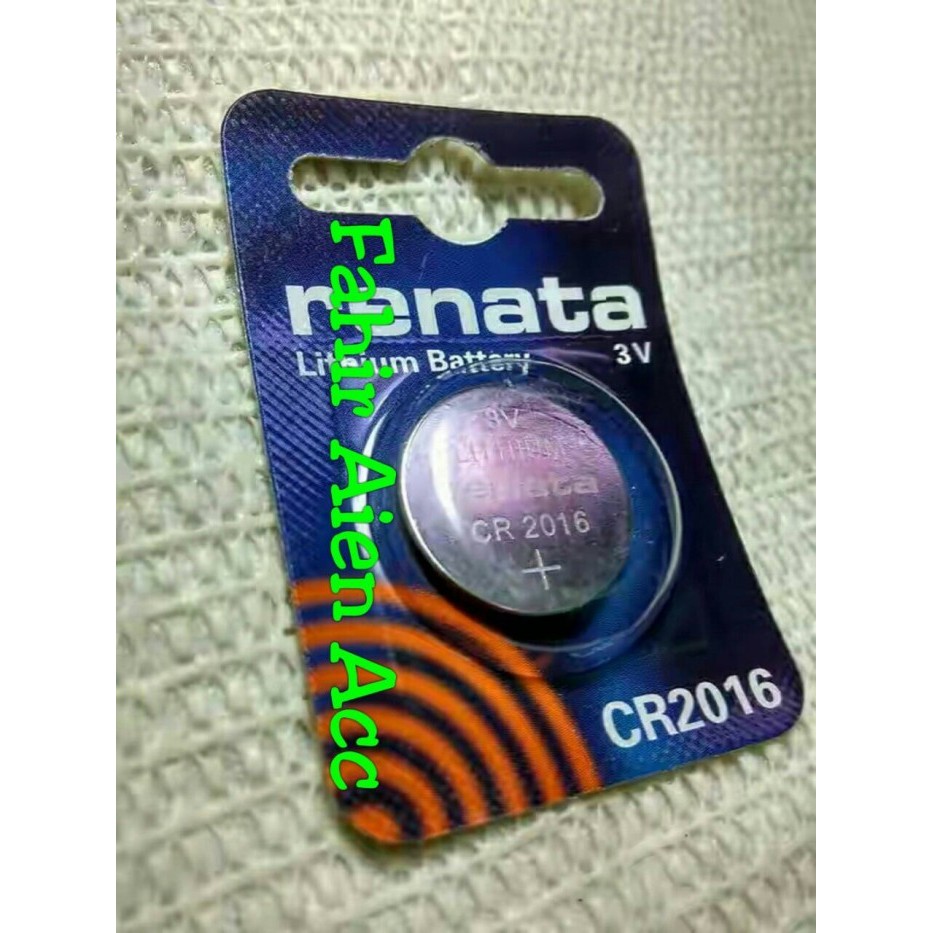 renata
Lithium Battery
3V
3V
LITHIUM
renata
CR 2016
+
CR2016
Fahir Aien Acc